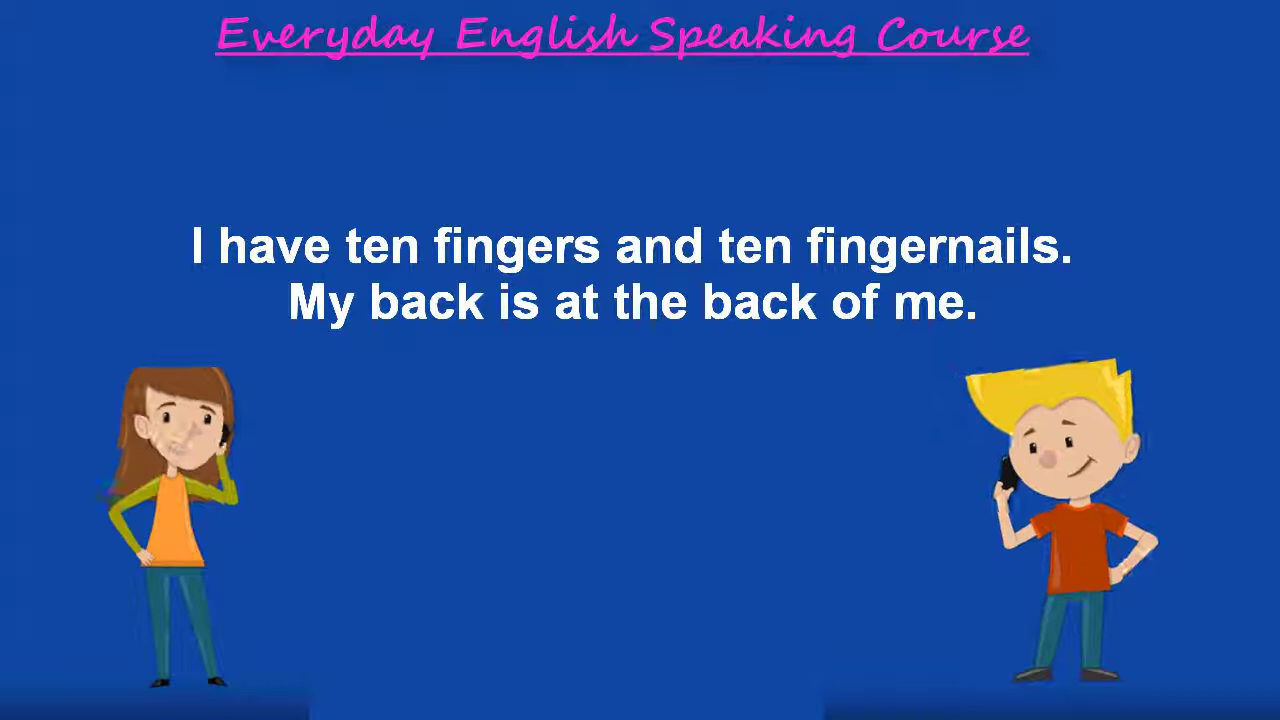 Everyday English Speaking Course
I have ten fingers and ten fingernails.
My back is at the back of me.